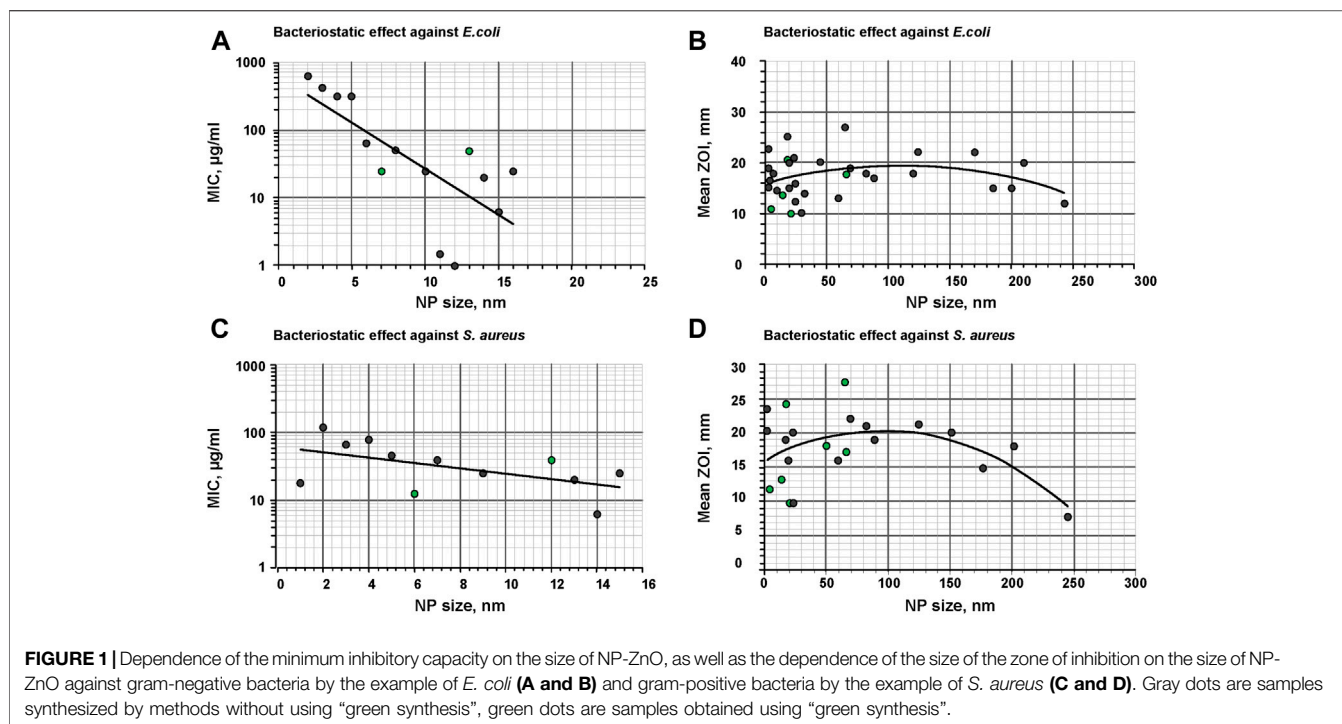 A
Bacteriostatic effect against E.coli
MIC, µg/ml
1000
100
10
1
0 5 10 15 20 25
NP size, nm
B
Bacteriostatic effect against E.coli
Mean ZOI, mm
40
30
20
10
0
0 50 100 150 200 250 300
NP size, nm
C
Bacteriostatic effect against S. aureus
MIC, µg/ml
1000
100
10
1
0 2 4 6 8 10 12 14 16
NP size, nm
D
Bacteriostatic effect against S. aureus
Mean ZOI, mm
30
25
20
15
10
5
0
0 50 100 150 200 250 300
NP size, nm
FIGURE 1 | Dependence of the minimum inhibitory capacity on the size of NP-ZnO, as well as the dependence of the size of the zone of inhibition on the size of NP-
ZnO against gram-negative bacteria by the example of E. coli (A and B) and gram-positive bacteria by the example of S. aureus (C and D). Gray dots are samples
synthesized by methods without using “green synthesis”, green dots are samples obtained using “green synthesis”.